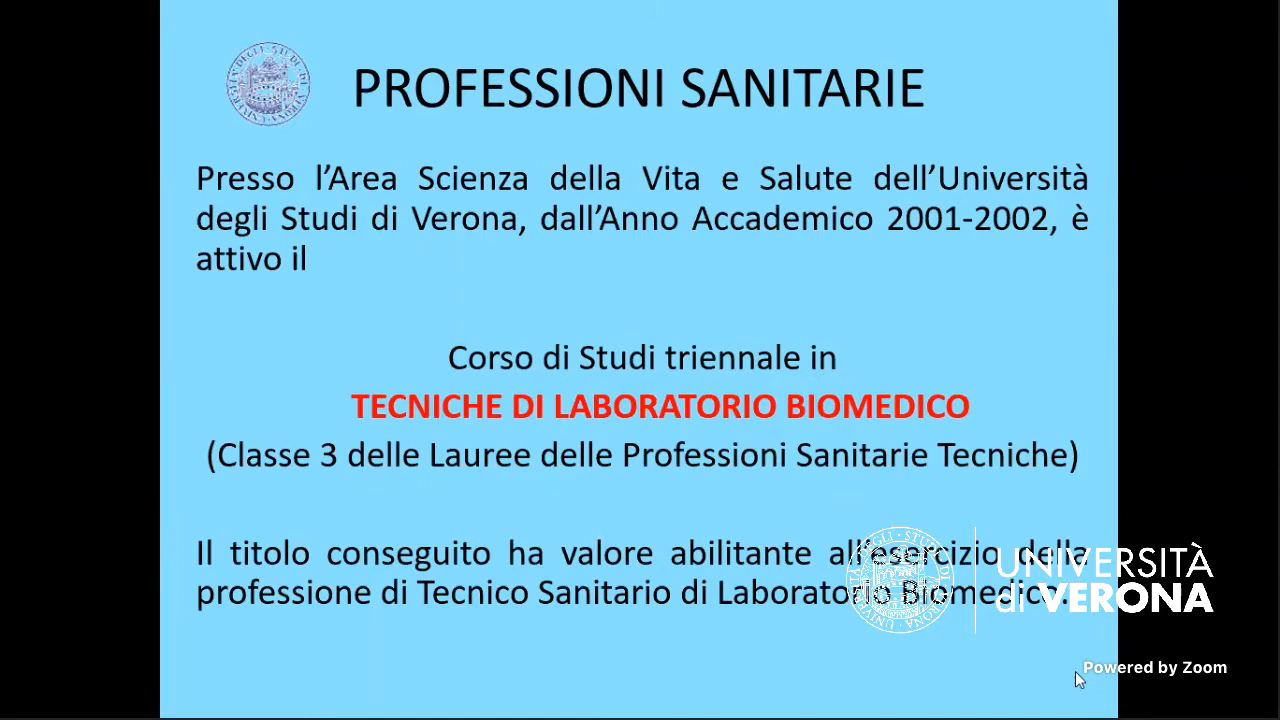 PROFESSIONI SANITARIE
Presso l’Area Scienza della Vita e Salute dell’Università
degli Studi di Verona, dall’Anno Accademico 2001-2002, è
attivo il
Corso di Studi triennale in
TECNICHE DI LABORATORIO BIOMEDICO
(Classe 3 delle Lauree delle Professioni Sanitarie Tecniche)
Il titolo conseguito ha valore abilitante all’esercizio della
professione di Tecnico Sanitario di Laboratorio Biomedico
UNIVERSITÀ
di VERONA
Powered by Zoom